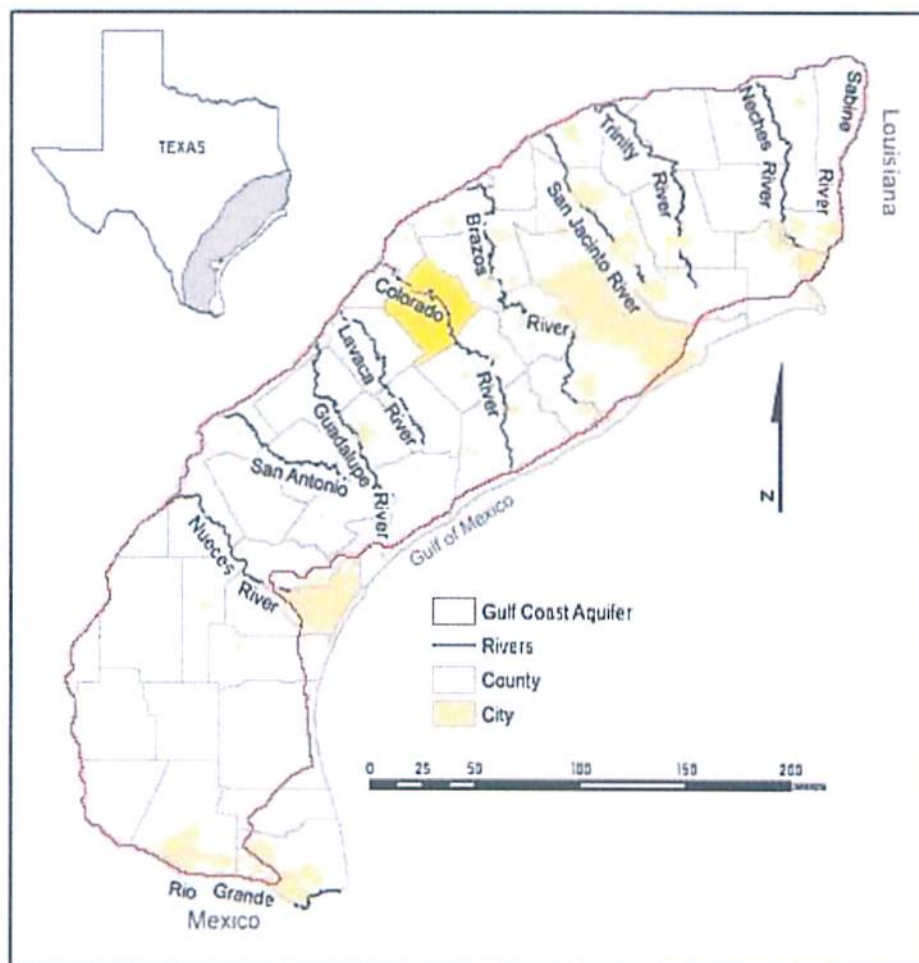 TEXAS
Louisiana
Sabine
River
Neches
River
Trinity
River
San Jacinto River
Brazos
River
Colorado
River
Lavaca
River
Guadalupe
River
San Antonio
Nueces
River
Gulf of Mexico
N
Gulf Coast Aquifer
Rivers
County
City
0 25 50 100 150 200
Rio Grande
Mexico